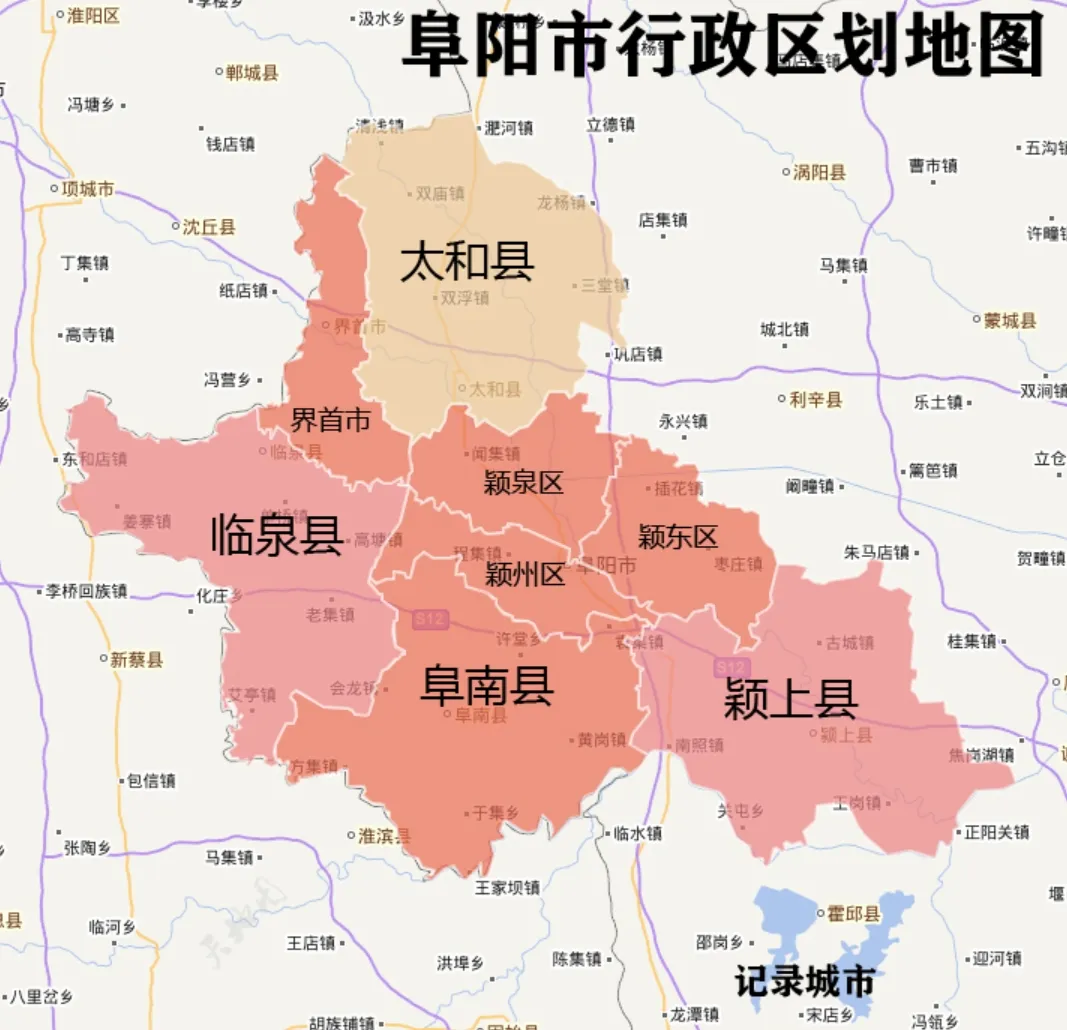 淮阳区
李桉乡
汲水乡
阜阳市行政区划地图
郸城县
冯塘乡
清浅镇
淝河镇
立德镇
钱店镇
五沟镇
涡阳县
曹市镇
项城市
双庙镇
龙杨镇
店集镇
沈丘县
许疃镇
丁集镇
太和县
马集镇
纸店镇
双浮镇
三堂镇
蒙城县
界首市
城北镇
高寺镇
巩店镇
冯营乡
太和县
利辛县
乐土镇
双涧镇
界首市
永兴镇
东和店镇
临泉县
闻集镇
立仓
篱笆镇
颍泉区
插花镇
阚疃镇
姜寨镇
临泉县
高塘镇
颍东区
朱马店镇
贺疃镇
程集镇
阜阳市
枣庄镇
颍州区
李桥回族镇
化庄乡
老集镇
S12
许堂乡
袁集镇
古城镇
桂集镇
新蔡县
S12
会龙镇
艾亭镇
阜南县
颍上县
阜南县
黄岗镇
南照镇
颍上县
焦岗湖镇
方集镇
包信镇
于集乡
关屯乡
王岗镇
张陶乡
淮滨县
临水镇
正阳关镇
马集镇
王家坝镇
堰
息县
临河乡
天地图
霍邱县
王店镇
邵岗乡
洪埠乡
陈集镇
迎河镇
记录城市
八里岔乡
胡族铺镇
固始县
龙潭镇
宋店乡
冯瓴乡